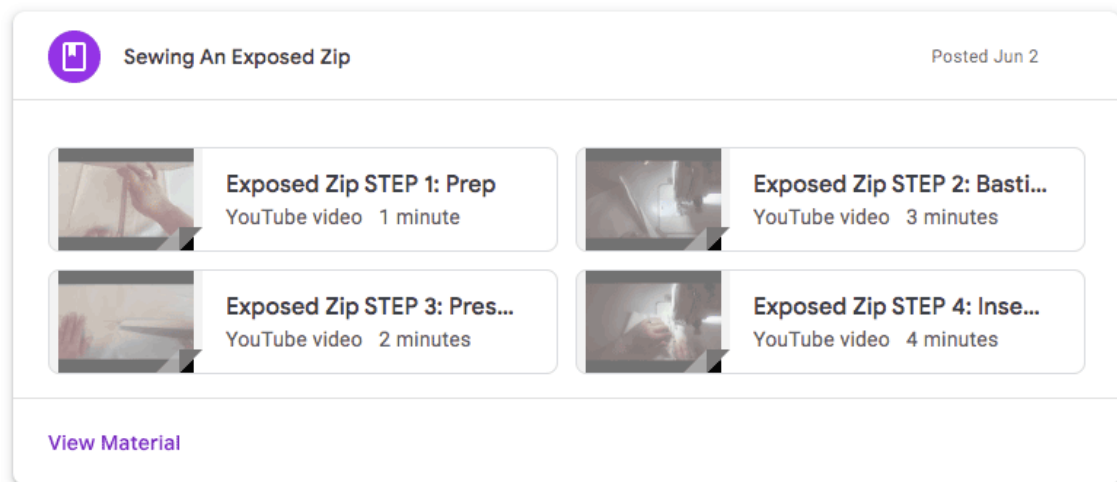 Sewing An Exposed Zip
Posted Jun 2
Exposed Zip STEP 1: Prep
YouTube video 1 minute
Exposed Zip STEP 2: Basti...
YouTube video 3 minutes
Exposed Zip STEP 3: Pres...
YouTube video 2 minutes
Exposed Zip STEP 4: Inse...
YouTube video 4 minutes
View Material